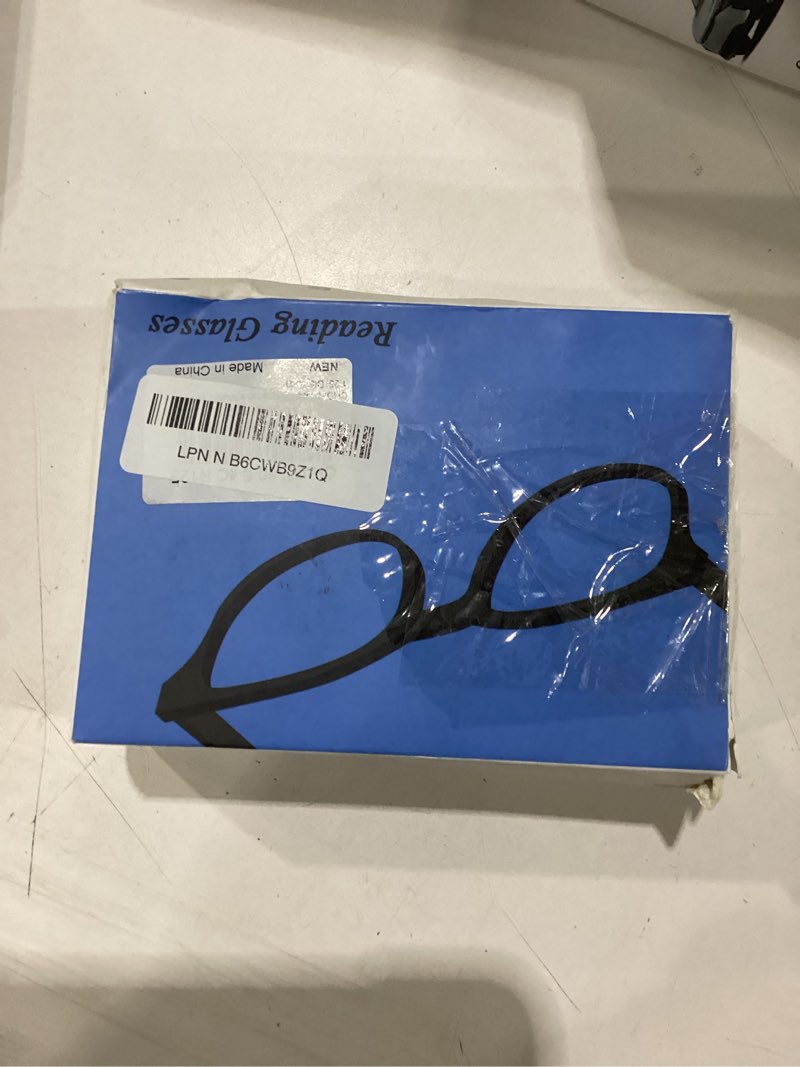 Reading Glasses
Made in China
NEW
LPN N B6CWB9Z1Q